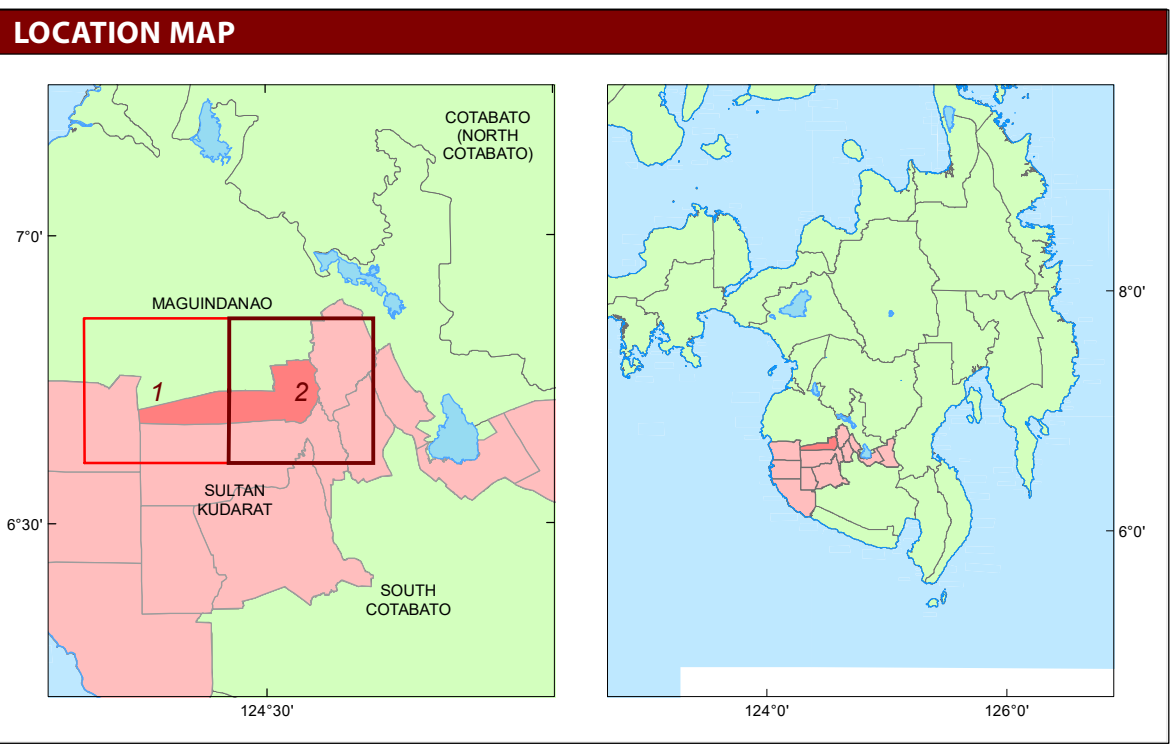 LOCATION MAP
COTABATO
(NORTH
COTABATO)
7°0'
MAGUINDANAO
1
2
SULTAN
KUDARAT
6°30'
SOUTH
COTABATO
124°30'
8°0'
6°0'
124°0'
126°0'